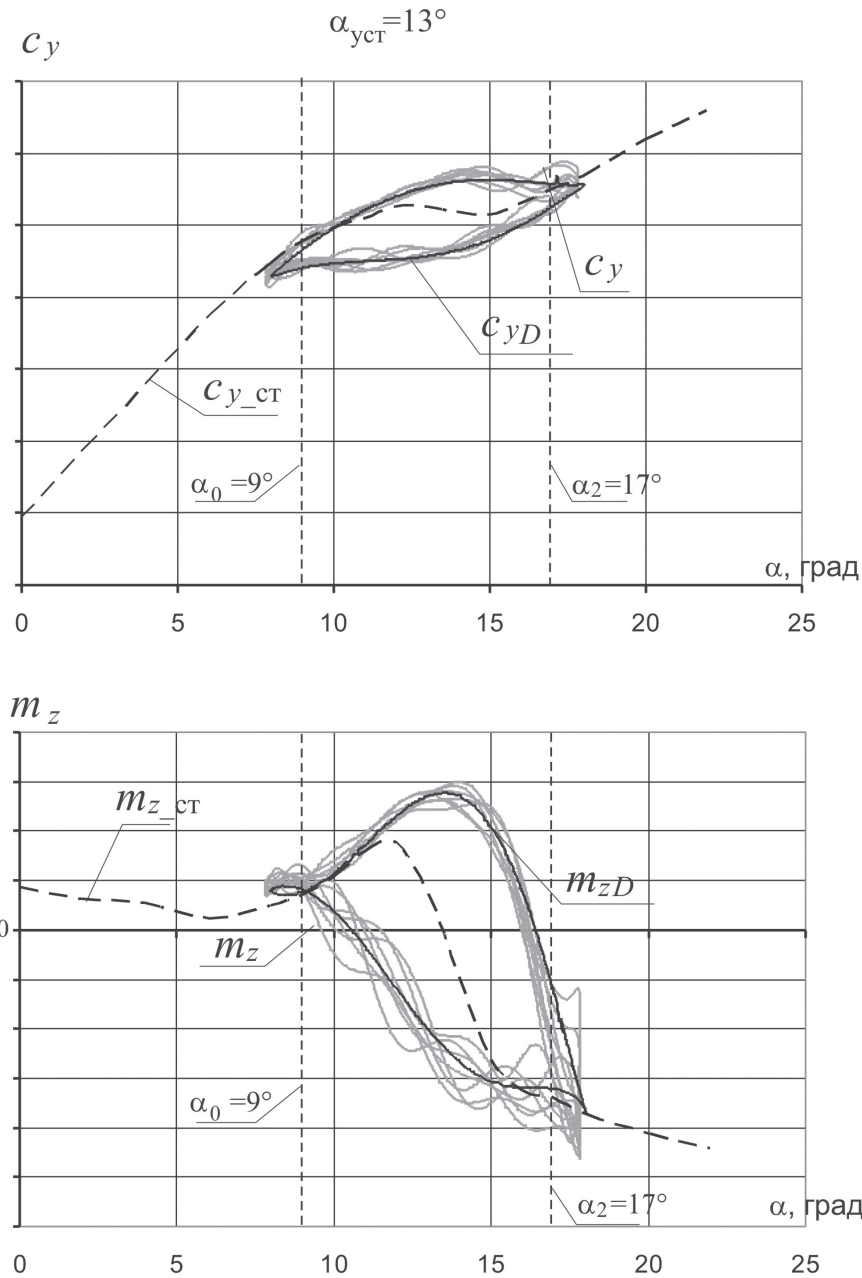 α_уст=13°
c_y
c_y
c_yD
c_y_ст
α_0 =9°
α_2=17°
α, град
0 5 10 15 20 25
m_z
m_z_ст
m_zD
0
m_z
α_0 =9°
α_2=17°
α, град
0 5 10 15 20 25